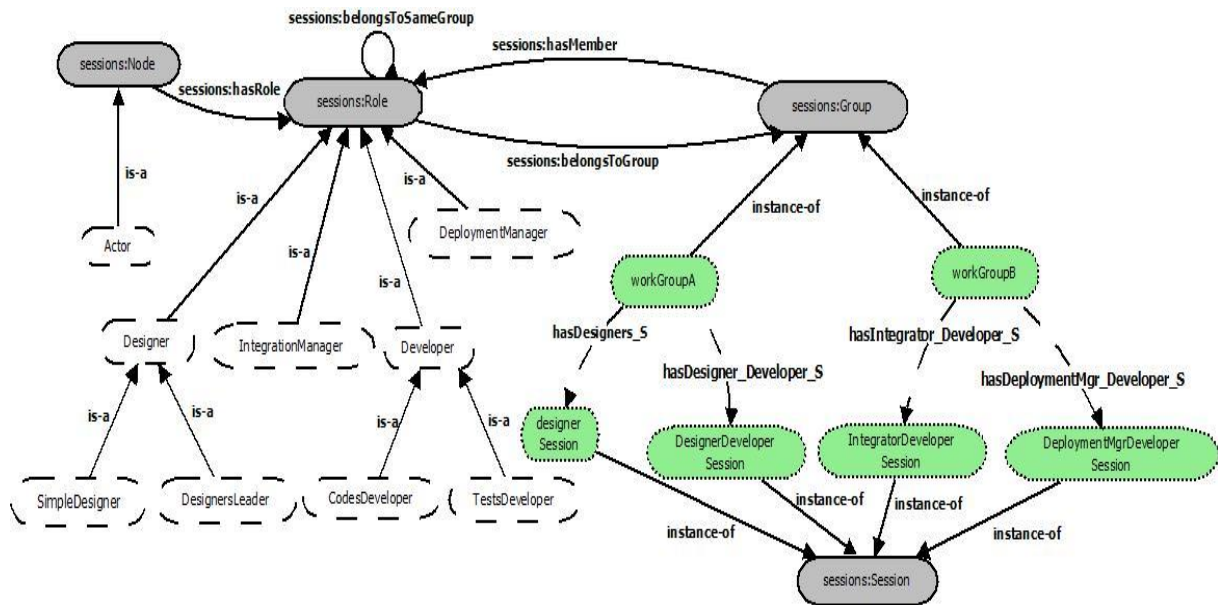 sessions:belongsToSameGroup
sessions:hasMember
sessions:Node
sessions:hasRole
sessions:Role
sessions:Group
sessions:belongsToGroup
is-a
is-a
is-a
is-a
is-a
instance-of
instance-of
Actor
DeploymentManager
workGroupA
workGroupB
hasDesigners_S
hasIntegrator_Developer_S
Designer
IntegrationManager
Developer
hasDesigner_Developer_S
hasDeploymentMgr_Developer_S
is-a
is-a
is-a
is-a
designer
Session
DesignerDeveloper
Session
IntegratorDeveloper
Session
DeploymentMgrDeveloper
Session
SimpleDesigner
DesignersLeader
CodesDeveloper
TestsDeveloper
instance-of
instance-of
instance-of
instance-of
sessions:Session